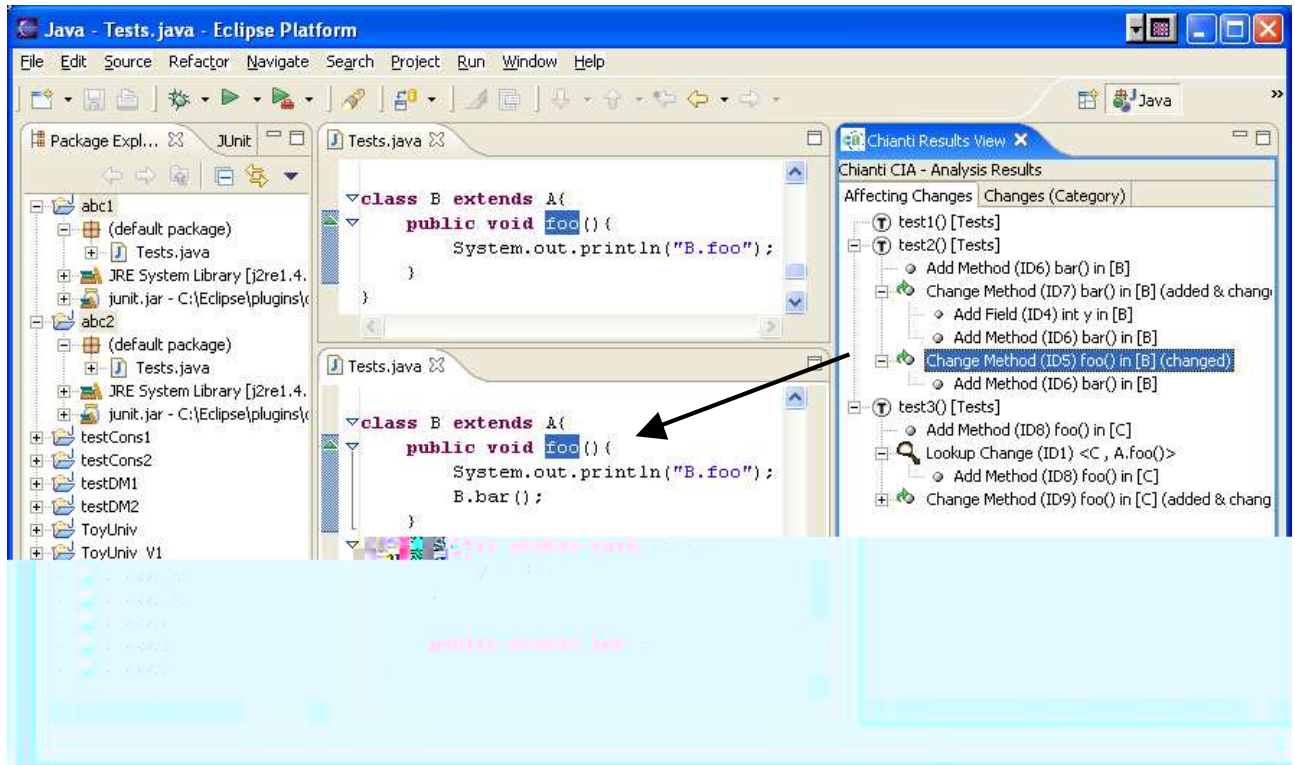 Java - Tests.java - Eclipse Platform
File Edit Source Refactor Navigate Search Project Run Window Help
Java
»
Package Expl...
JUnit
abc1
(default package)
Tests.java
JRE System Library [j2re1.4.
junit.jar - C:\Eclipse\plugins\
abc2
(default package)
Tests.java
JRE System Library [j2re1.4.
junit.jar - C:\Eclipse\plugins\
testCons1
testCons2
testDM1
testDM2
ToyUniv
ToyUniv_V1
Tests.java
class B extends A{
public void foo(){
System.out.println("B.foo");
}
}
Tests.java
class B extends A{
public void foo(){
System.out.println("B.foo");
B.bar();
}
public static int
Chianti Results View
Chianti CIA - Analysis Results
Affecting Changes Changes (Category)
T test1() [Tests]
T test2() [Tests]
Add Method (ID6) bar() in [B]
Change Method (ID7) bar() in [B] (added & chang
Add Field (ID4) int y in [B]
Add Method (ID6) bar() in [B]
Change Method (ID5) foo() in [B] (changed)
Add Method (ID6) bar() in [B]
T test3() [Tests]
Add Method (ID8) foo() in [C]
Lookup Change (ID1) <C , A.foo()>
Add Method (ID8) foo() in [C]
Change Method (ID9) foo() in [C] (added & chang